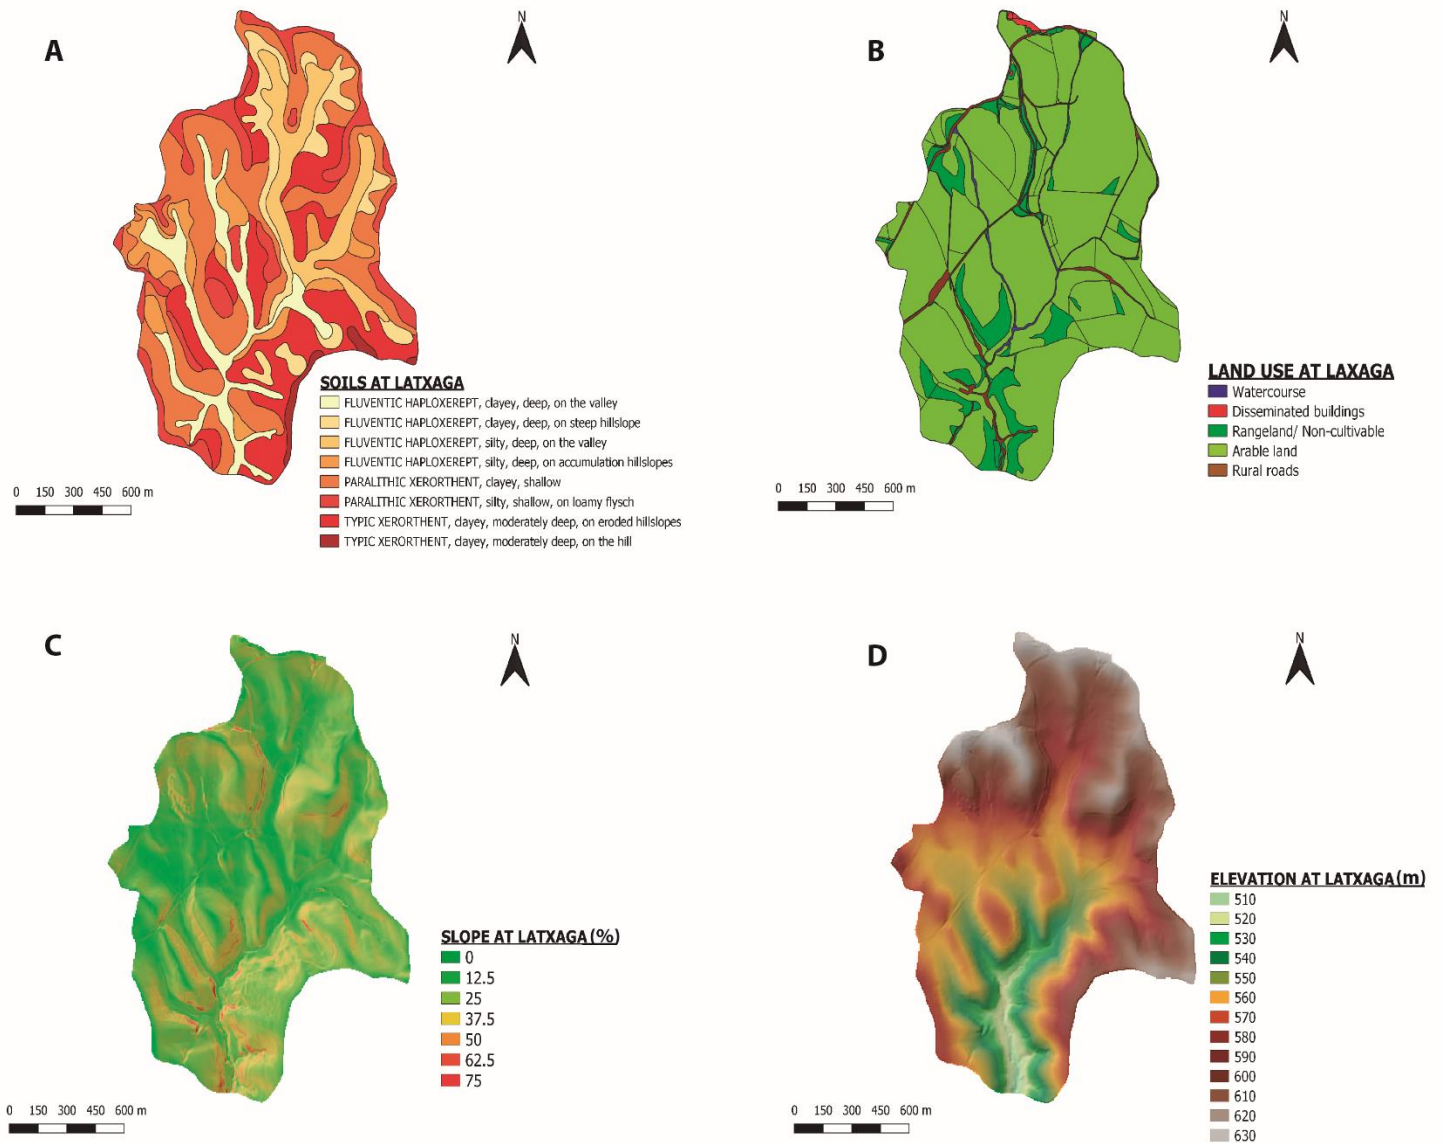 A
N
SOILS AT LATXAGA
FLUVENTIC HAPLOXEREPT, clayey, deep, on the valley
FLUVENTIC HAPLOXEREPT, clayey, deep, on steep hillslope
FLUVENTIC HAPLOXEREPT, silty, deep, on the valley
FLUVENTIC HAPLOXEREPT, silty, deep, on accumulation hillslopes
PARALITHIC XERORTHENT, clayey, shallow
PARALITHIC XERORTHENT, silty, shallow, on loamy flysch
TYPIC XERORTHENT, clayey, moderately deep, on eroded hillslopes
TYPIC XERORTHENT, clayey, moderately deep, on the hill
0 150 300 450 600 m
B
N
LAND USE AT LAXAGA
Watercourse
Disseminated buildings
Rangeland/ Non-cultivable
Arable land
Rural roads
0 150 300 450 600 m
C
N
SLOPE AT LATXAGA (%)
0
12.5
25
37.5
50
62.5
75
0 150 300 450 600 m
D
N
ELEVATION AT LATXAGA (m)
510
520
530
540
550
560
570
580
590
600
610
620
630
0 150 300 450 600 m